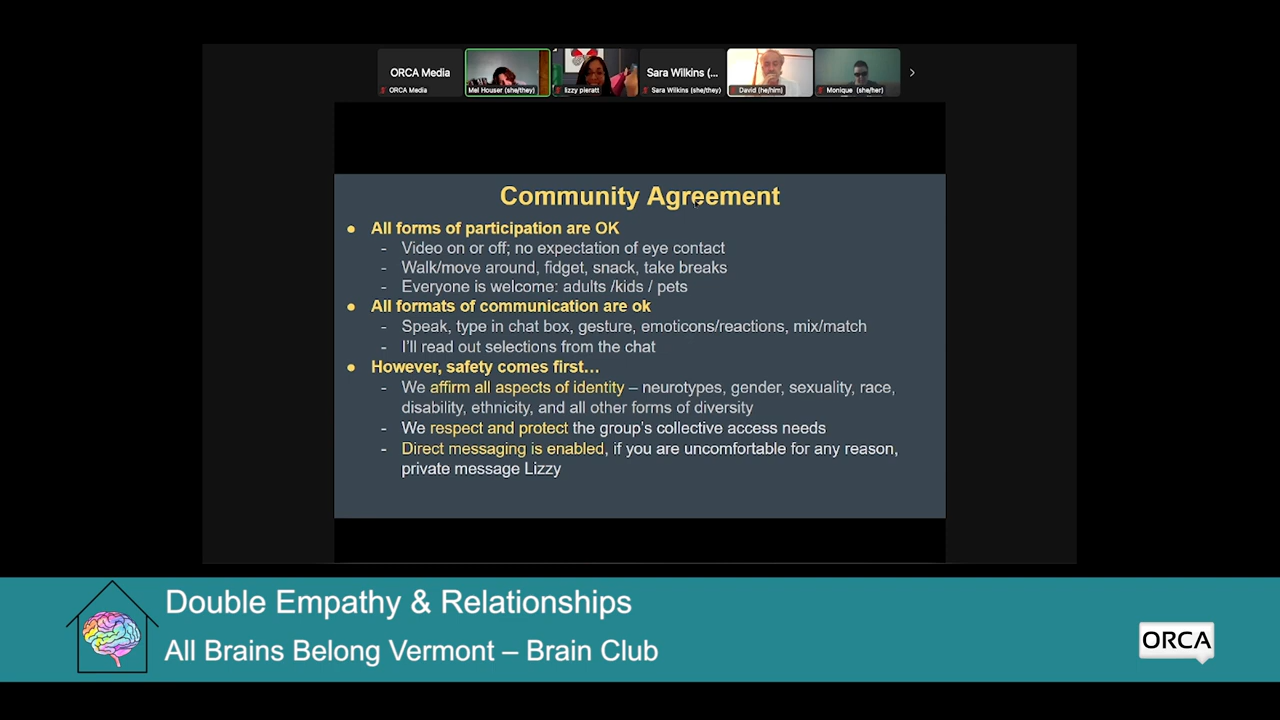 ORCA Media
Sara Wilkins (...
ORCA Media
Mel Houser (she/they)
lizzy pieratt
Sara Wilkins (she/they)
David (he/him)
Monique (she/her)
Community Agreement
● All forms of participation are OK
- Video on or off; no expectation of eye contact
- Walk/move around, fidget, snack, take breaks
- Everyone is welcome: adults /kids / pets
● All formats of communication are ok
- Speak, type in chat box, gesture, emoticons/reactions, mix/match
- I'll read out selections from the chat
● However, safety comes first…
- We affirm all aspects of identity – neurotypes, gender, sexuality, race,
disability, ethnicity, and all other forms of diversity
- We respect and protect the group's collective access needs
- Direct messaging is enabled, if you are uncomfortable for any reason,
private message Lizzy
Double Empathy & Relationships
All Brains Belong Vermont – Brain Club
ORCA